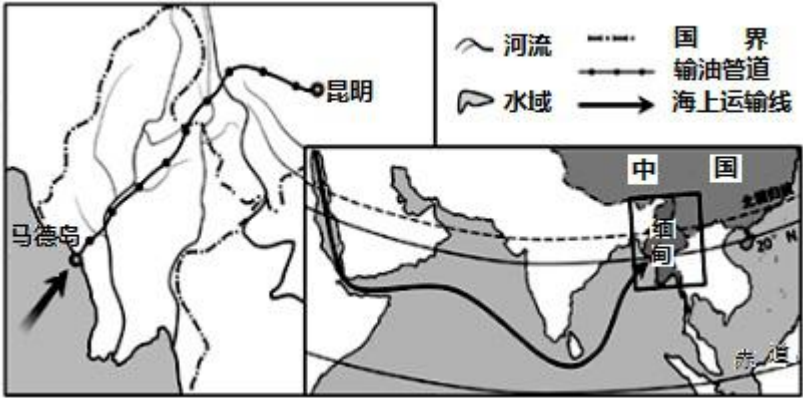 河流
国 界
输油管道
水域
海上运输线
昆明
马德岛
中 国
北回归线
缅甸
20° N
赤道